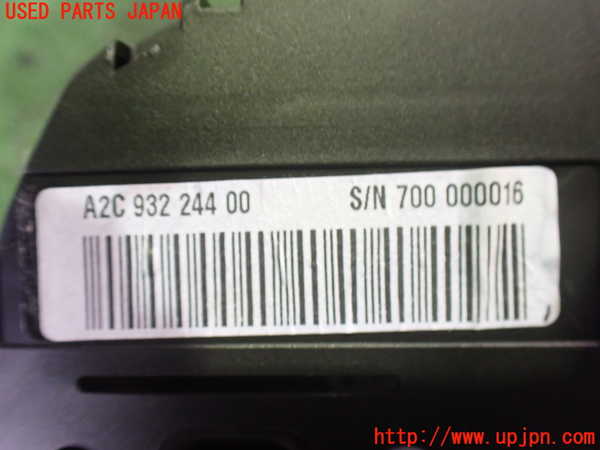 USED PARTS JAPAN
A2C 932 244 00 S/N 700 000016
http://www.upjpn.com/